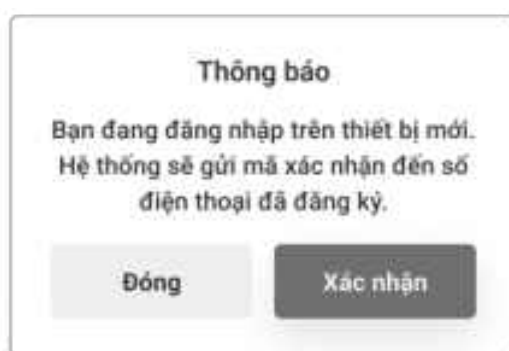 Thông báo
Bạn đang đăng nhập trên thiết bị mới.
Hệ thống sẽ gửi mã xác nhận đến số
điện thoại đã đăng ký.
Đóng
Xác nhận